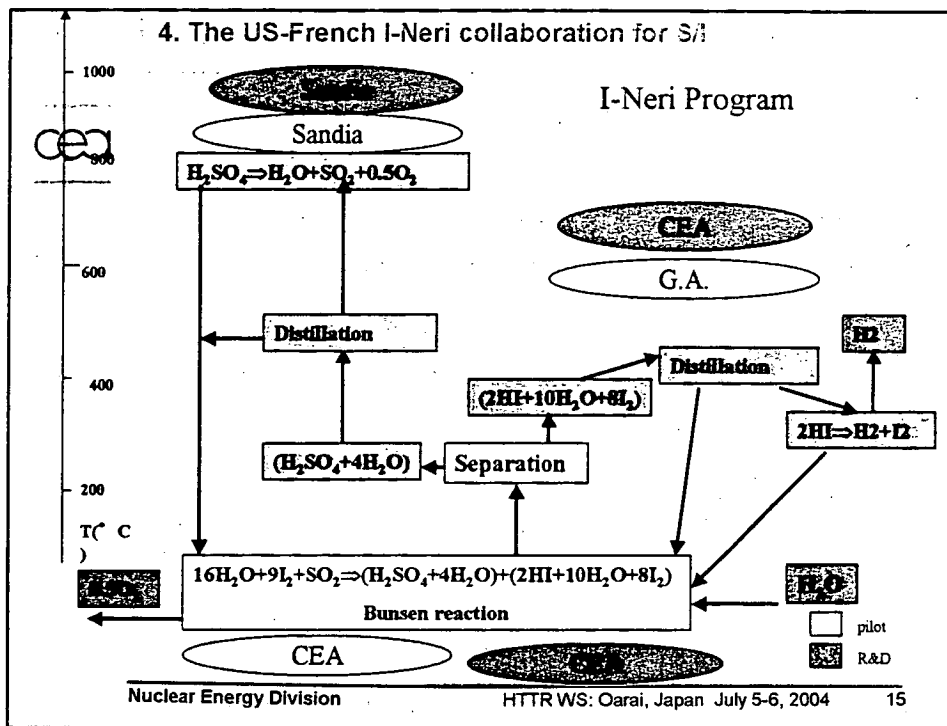 4. The US-French I-Neri collaboration for S/I
1000
I-Neri Program
Sandia
cea
800
H₂SO₄⇒H₂O+SO₂+0.5O₂
CEA
600
G.A.
Distillation
H2
Distillation
400
(2HI+10H₂O+8I₂)
2HI⇒H2+I2
(H₂SO₄+4H₂O)
Separation
200
T(° C
)
16H₂O+9I₂+SO₂⇒(H₂SO₄+4H₂O)+(2HI+10H₂O+8I₂)
H₂O
Bunsen reaction
pilot
R&D
CEA
CEA
Nuclear Energy Division
HTTR WS: Oarai, Japan July 5-6, 2004
15